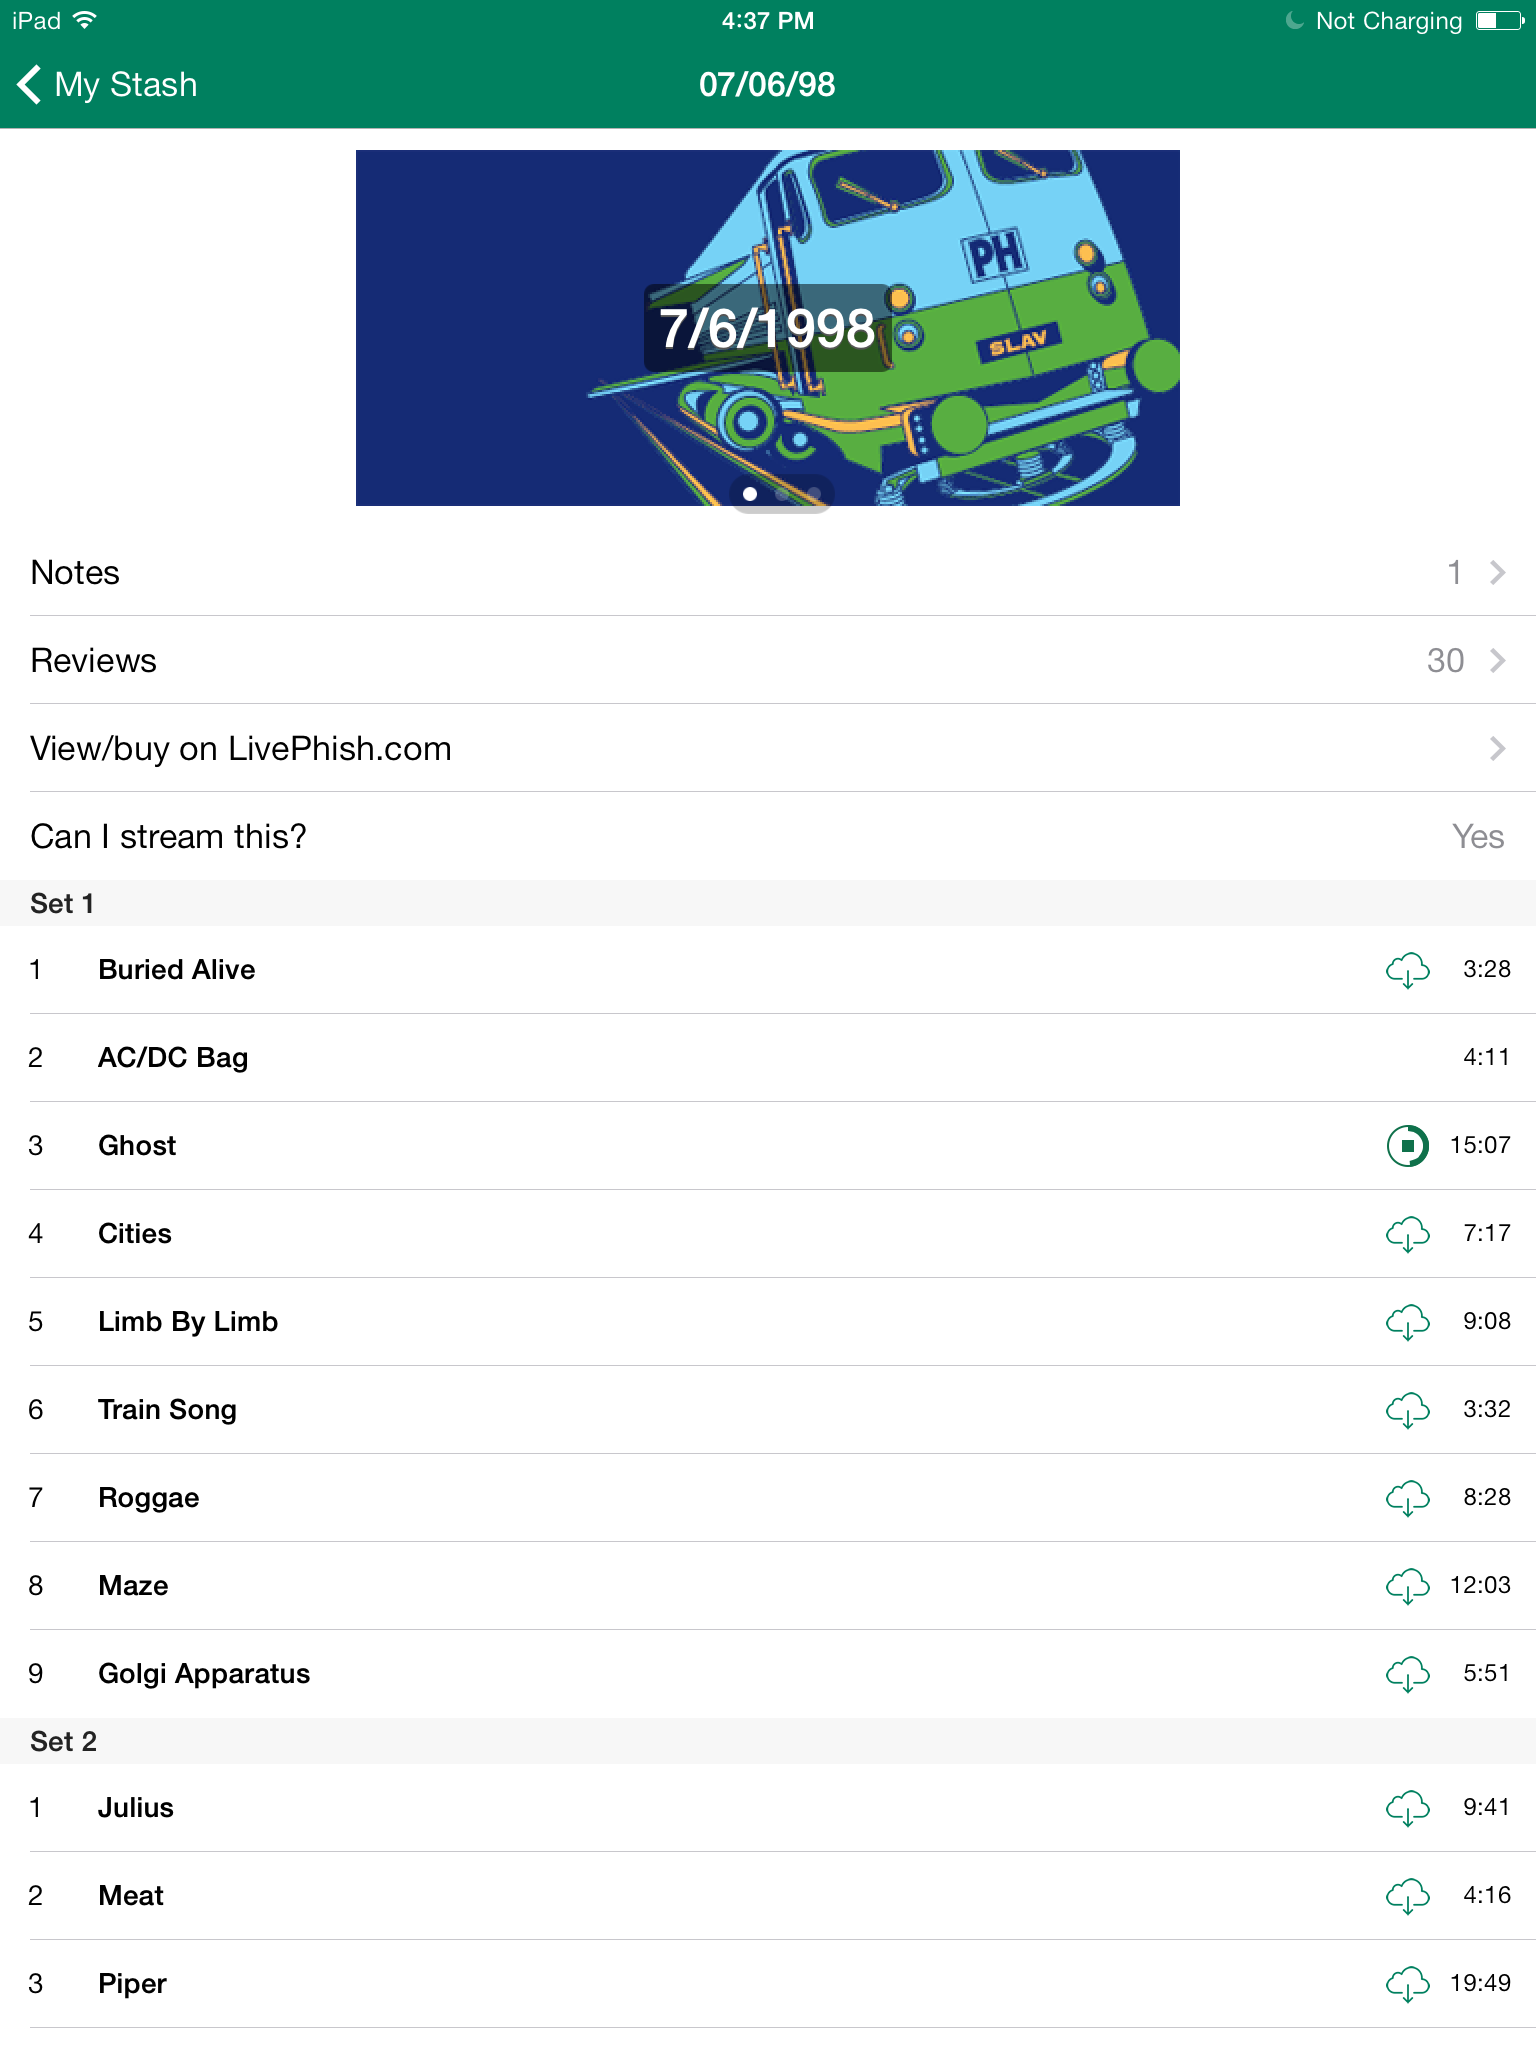 iPad 4:37 PM Not Charging
My Stash 07/06/98
PH
7/6/1998
SLAV
Notes 1
Reviews 30
View/buy on LivePhish.com
Can I stream this? Yes
Set 1
1 Buried Alive 3:28
2 AC/DC Bag 4:11
3 Ghost 15:07
4 Cities 7:17
5 Limb By Limb 9:08
6 Train Song 3:32
7 Roggae 8:28
8 Maze 12:03
9 Golgi Apparatus 5:51
Set 2
1 Julius 9:41
2 Meat 4:16
3 Piper 19:49